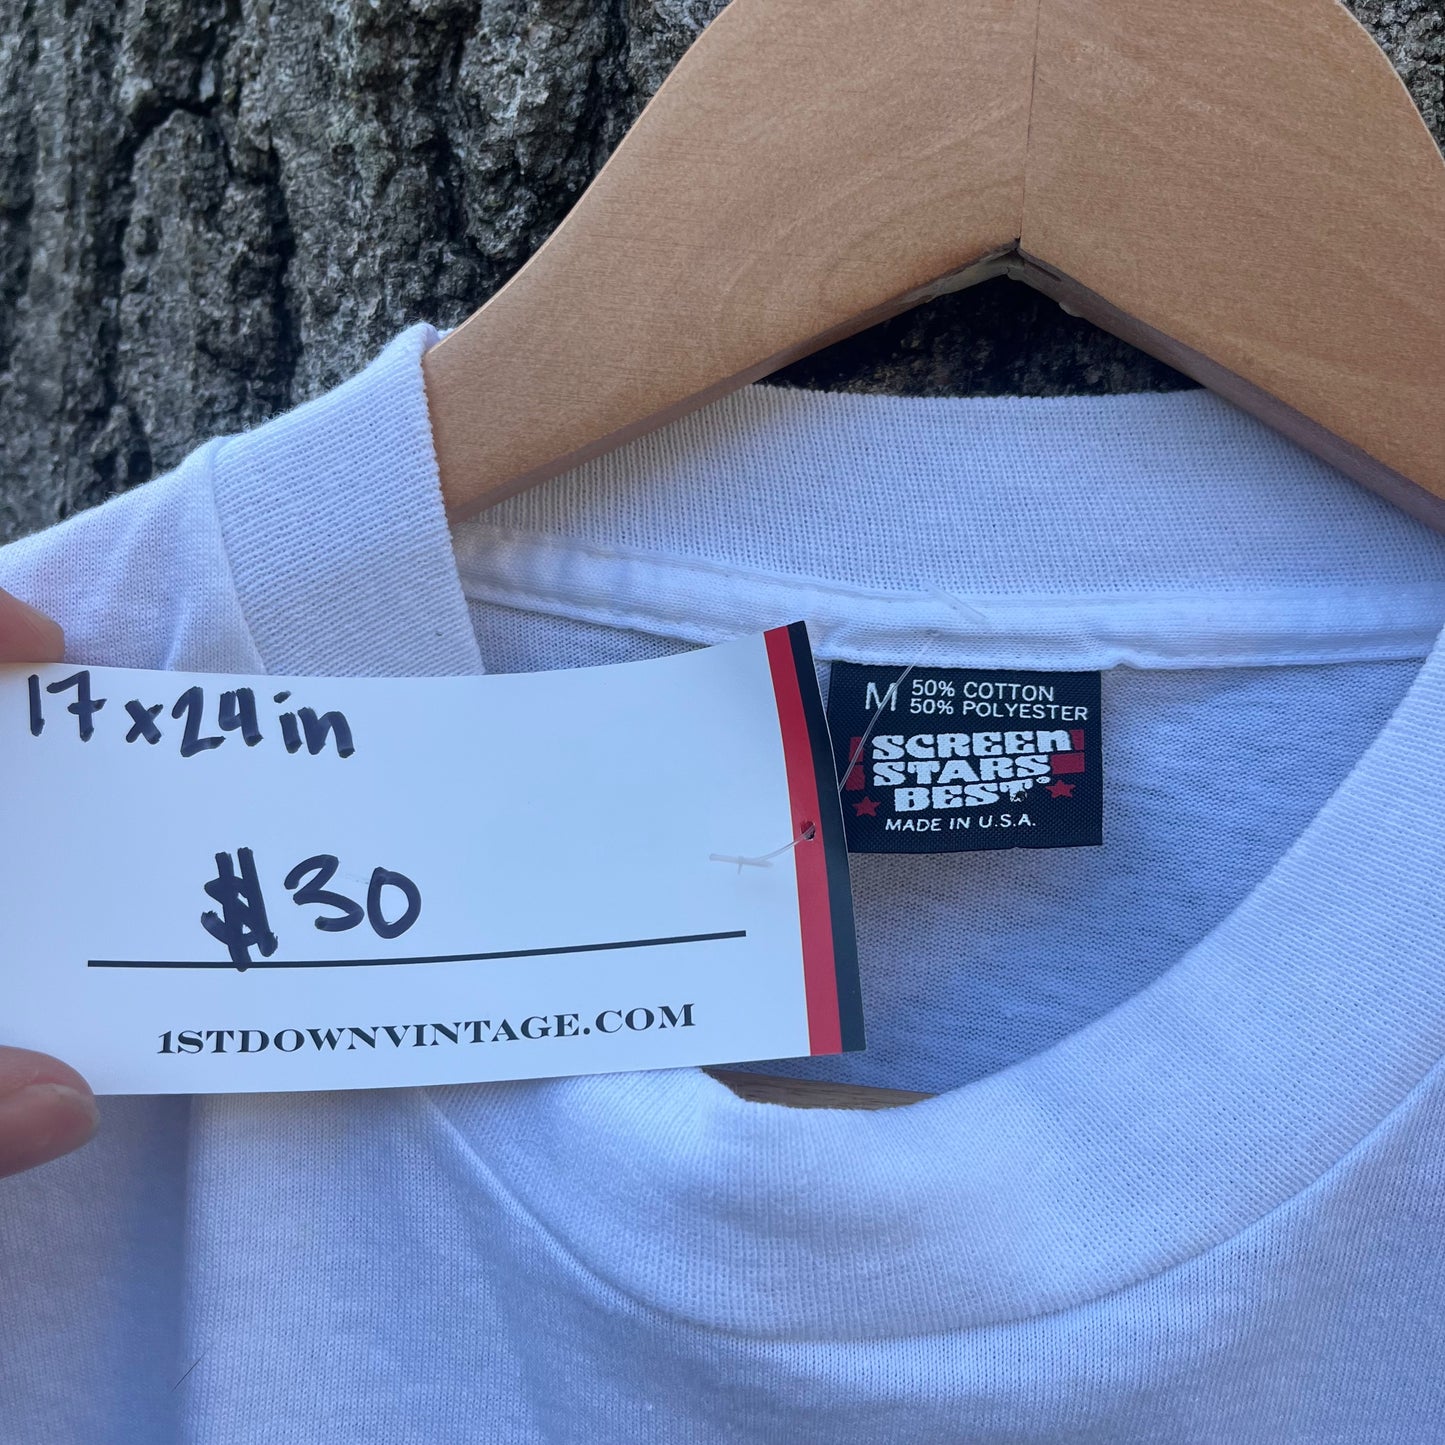 17 x 24 in
$30
1STDOWNVINTAGE.COM
M 50% COTTON
50% POLYESTER
SCREEN
STARS
BEST
MADE IN U.S.A.